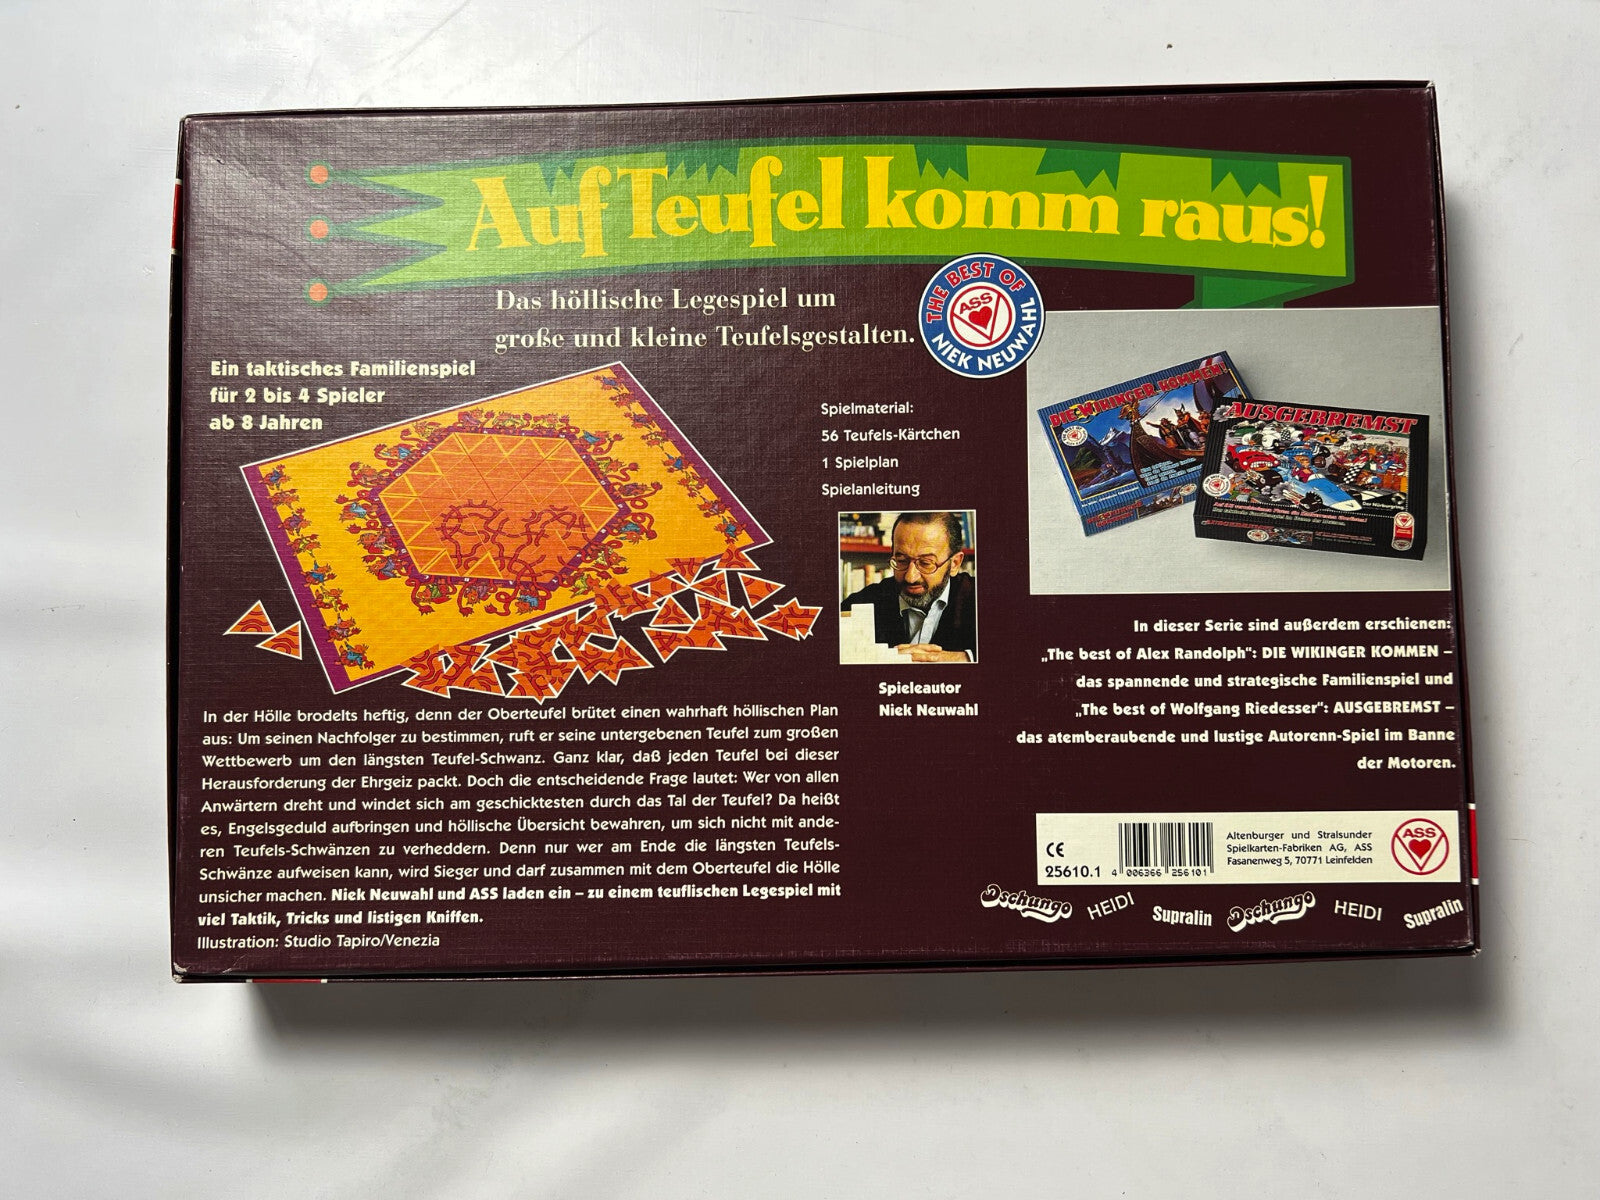 Auf Teufel komm raus!
Das höllische Legespiel um
große und kleine Teufelsgestalten.
THE BEST OF
ASS
NIEK NEUWAHL
Ein taktisches Familienspiel
für 2 bis 4 Spieler
ab 8 Jahren
Spielmaterial:
56 Teufels-Kärtchen
1 Spielplan
Spielanleitung
Spieleautor
Niek Neuwahl
DIE WIKINGER KOMMEN!
AUSGEBREMST
In dieser Serie sind außerdem erschienen:
„The best of Alex Randolph“: DIE WIKINGER KOMMEN –
das spannende und strategische Familienspiel und
„The best of Wolfgang Riedesser“: AUSGEBREMST –
das atemberaubende und lustige Autorenn-Spiel im Banne
der Motoren.
In der Hölle brodelts heftig, denn der Oberteufel brütet einen wahrhaft höllischen Plan
aus: Um seinen Nachfolger zu bestimmen, ruft er seine untergebenen Teufel zum großen
Wettbewerb um den längsten Teufel-Schwanz. Ganz klar, daß jeden Teufel bei dieser
Herausforderung der Ehrgeiz packt. Doch die entscheidende Frage lautet: Wer von allen
Anwärtern dreht und windet sich am geschicktesten durch das Tal der Teufel? Da heißt
es, Engelsgeduld aufbringen und höllische Übersicht bewahren, um sich nicht mit ande-
ren Teufels-Schwänzen zu verheddern. Denn nur wer am Ende die längsten Teufels-
Schwänze aufweisen kann, wird Sieger und darf zusammen mit dem Oberteufel die Hölle
unsicher machen. Niek Neuwahl und ASS laden ein – zu einem teuflischen Legespiel mit
viel Taktik, Tricks und listigen Kniffen.
Illustration: Studio Tapiro/Venezia
CE
25610.1
4 006366 256101
Altenburger und Stralsunder
Spielkarten-Fabriken AG, ASS
Fasanenweg 5, 70771 Leinfelden
ASS
Dschungo HEIDI Supralin Dschungo HEIDI Supralin